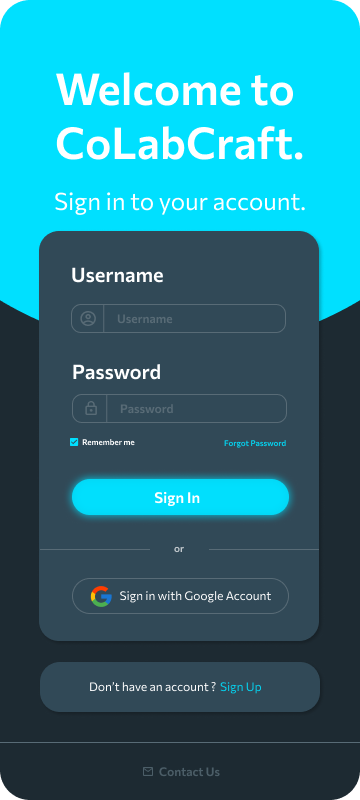 Welcome to
CoLabCraft.
Sign in to your account.
Username
Username
Password
Password
Remember me
Forgot Password
Sign In
or
Sign in with Google Account
Don't have an account ? Sign Up
Contact Us